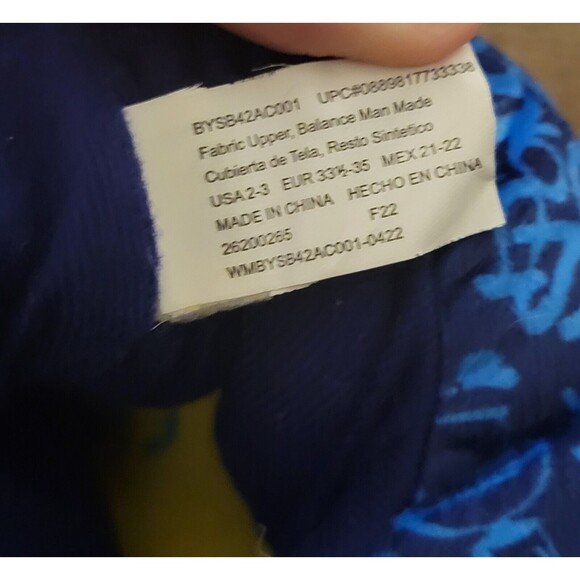 BYSB42AC001 UPC#0889817733338
Fabric Upper, Balance Man Made
Cubierta de Tela, Resto Sintetico
USA 2-3 EUR 33½-35 MEX 21-22
MADE IN CHINA HECHO EN CHINA
26200265 F22
WMBYSB42AC001-0422